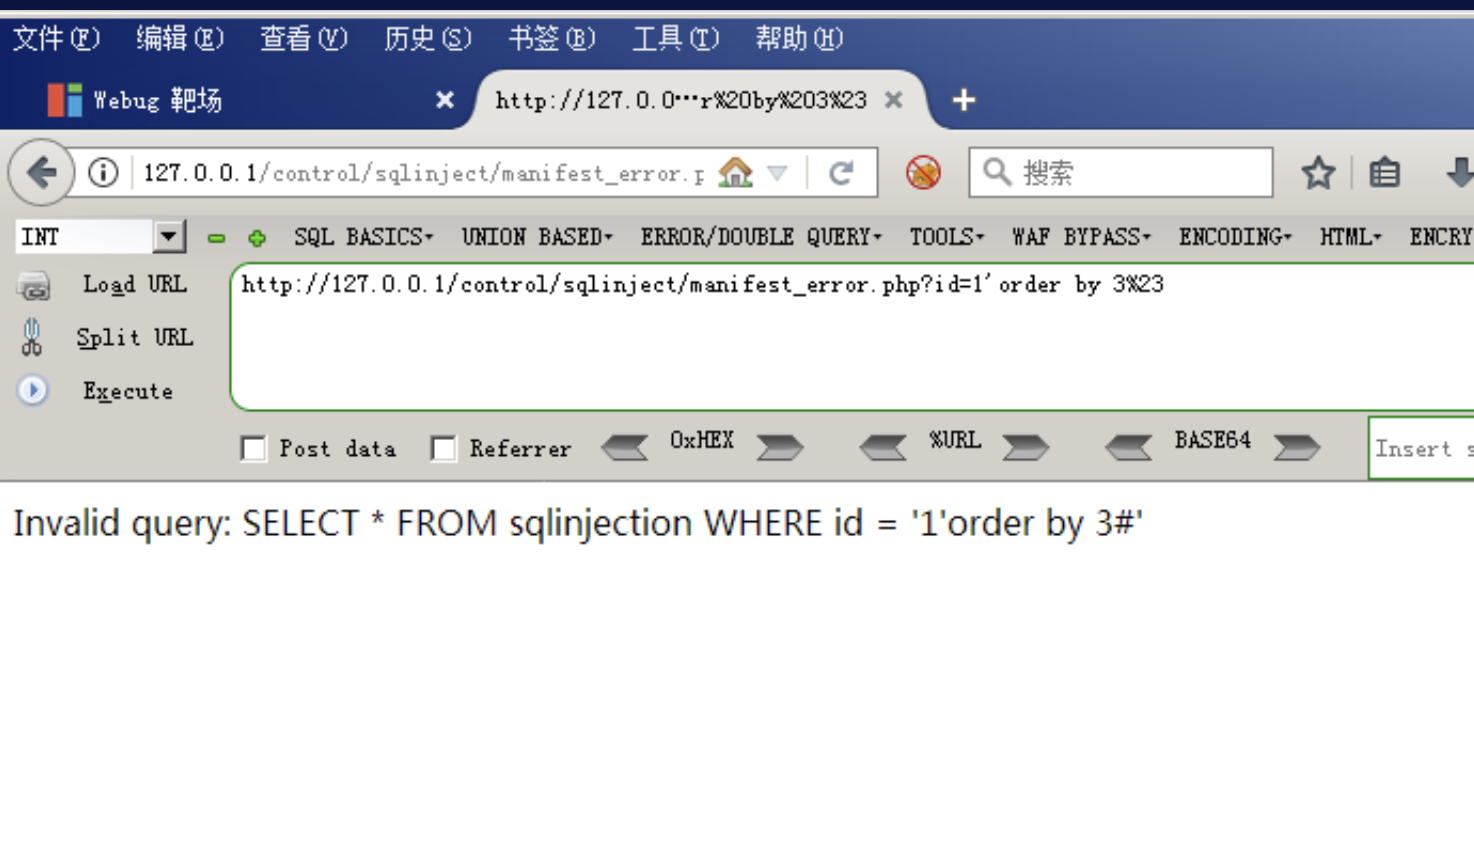 文件(F) 编辑(E) 查看(V) 历史(S) 书签(B) 工具(T) 帮助(H)
Webug 靶场 http://127.0.0···r%20by%203%23
127.0.0.1/control/sqlinject/manifest_error.p 搜索
INT SQL BASICS UNION BASED ERROR/DOUBLE QUERY TOOLS WAF BYPASS ENCODING HTML ENCRY
Load URL http://127.0.0.1/control/sqlinject/manifest_error.php?id=1'order by 3%23
Split URL
Execute
Post data Referrer 0xHEX %URL BASE64 Insert s
Invalid query: SELECT * FROM sqlinjection WHERE id = '1'order by 3#'